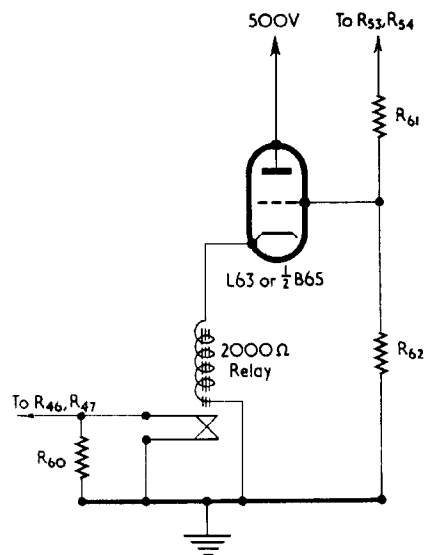 500V
To R53, R54
R61
L63 or ½ B65
2000Ω
Relay
R62
To R46, R47
R60